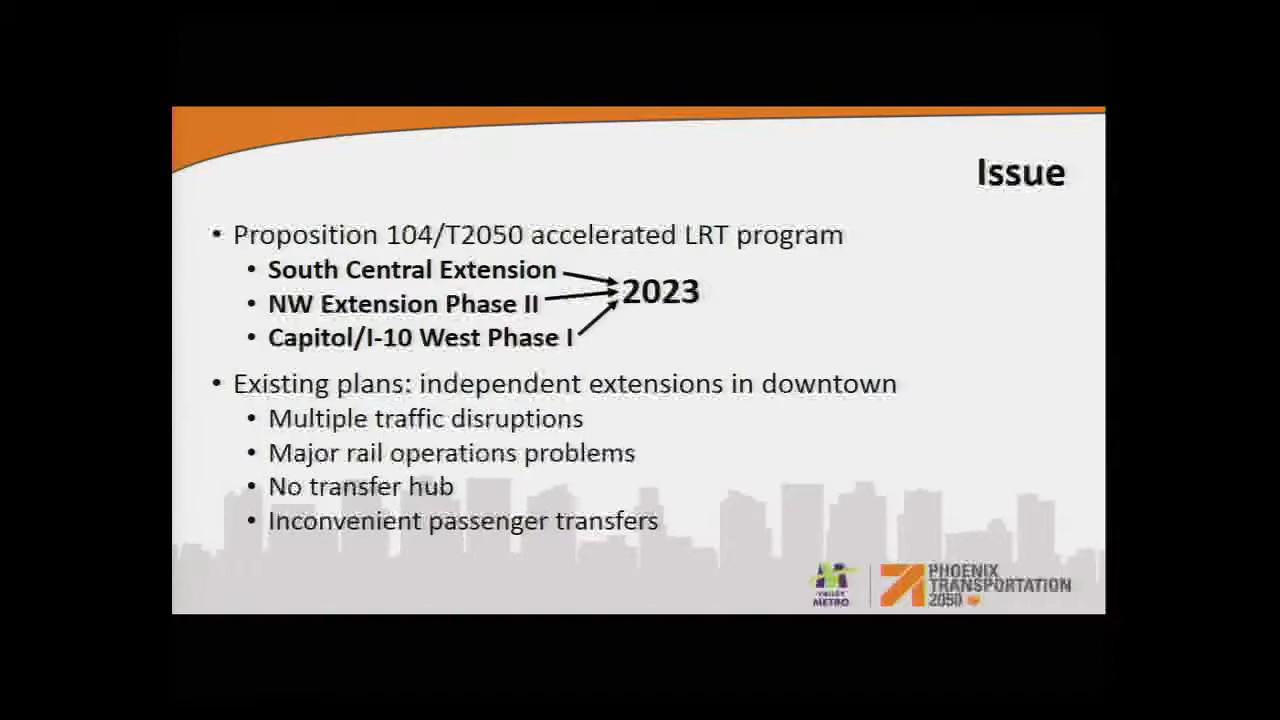 Issue
• Proposition 104/T2050 accelerated LRT program
• South Central Extension
• NW Extension Phase II
• Capitol/I-10 West Phase I
2023
• Existing plans: independent extensions in downtown
• Multiple traffic disruptions
• Major rail operations problems
• No transfer hub
• Inconvenient passenger transfers
VALLEY
METRO
PHOENIX
TRANSPORTATION
2050